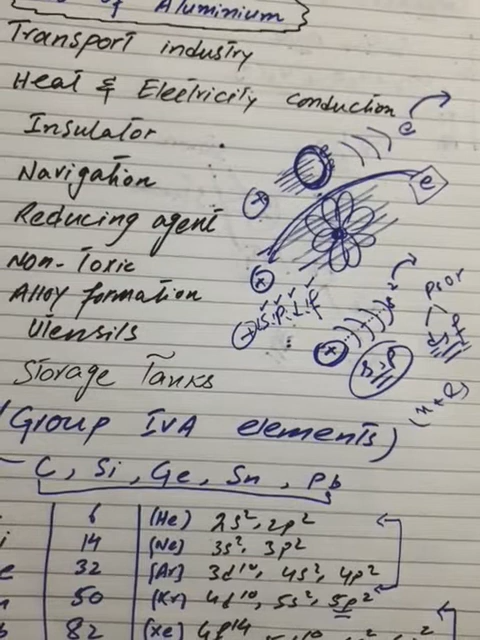 of Aluminium
Transport industry
Heat & Electricity conduction e
Insulator
Navigation
e
Reducing agent
Non-Toxic
Alloy formation
Utensils
s.p.d.f
p s or
d s f
s p
(n+l)
Storage Tanks
(Group IVA elements)
C, Si, Ge, Sn, Pb
6 (He) 2s², 2p²
i 14 (Ne) 3s², 3p²
e 32 [Ar] 3d¹⁰, 4s², 4p²
n 50 (Kr) 4d¹⁰, 5s², 5p²
b 82 (Xe) 4f¹⁴